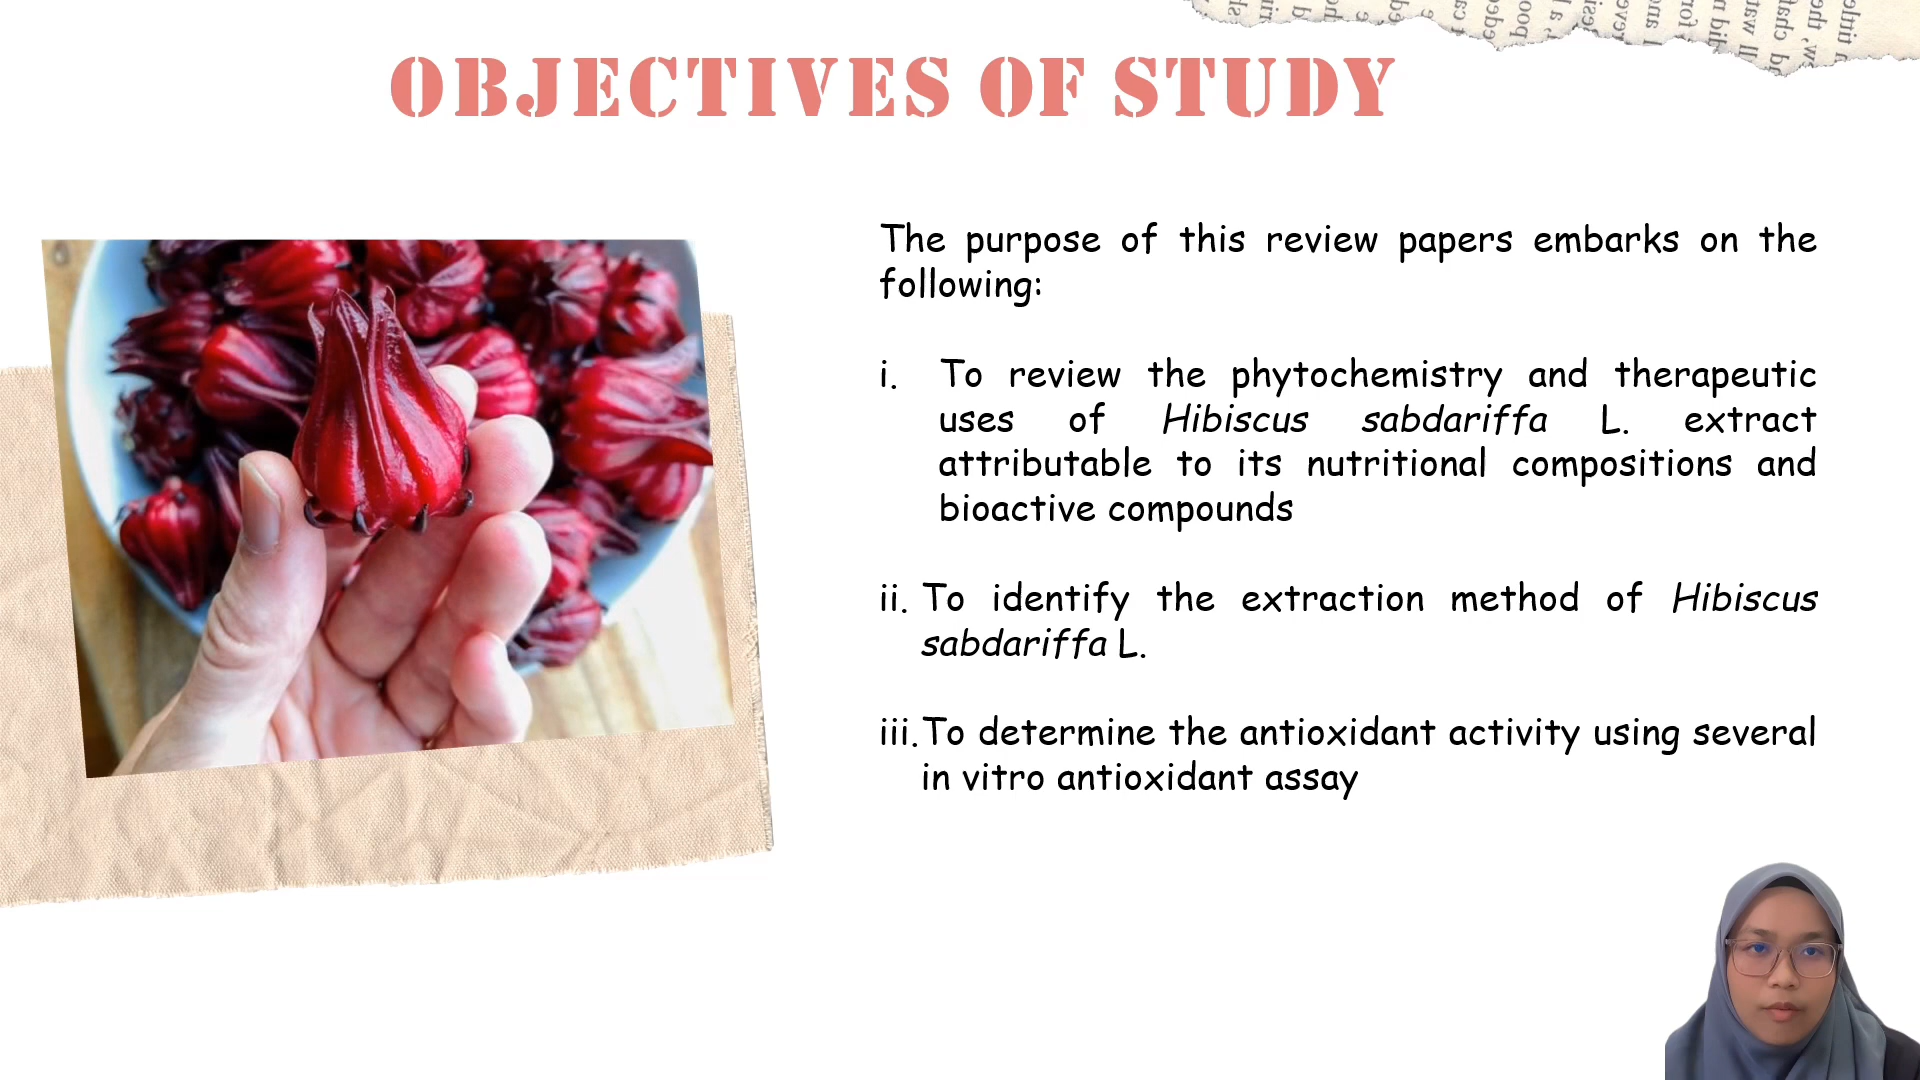 OBJECTIVES OF STUDY
The purpose of this review papers embarks on the
following:
i. To review the phytochemistry and therapeutic
uses of Hibiscus sabdariffa L. extract
attributable to its nutritional compositions and
bioactive compounds
ii. To identify the extraction method of Hibiscus
sabdariffa L.
iii. To determine the antioxidant activity using several
in vitro antioxidant assay